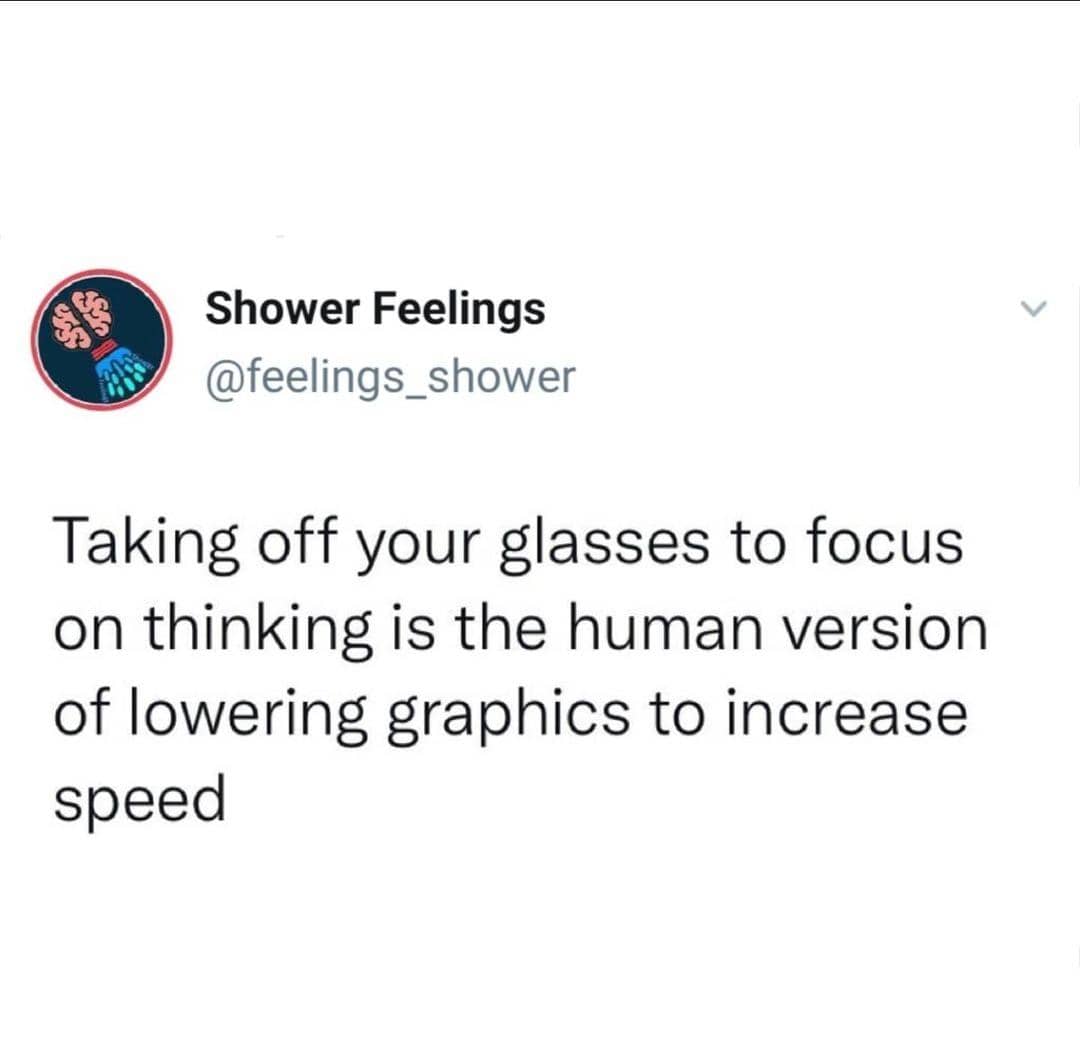 Shower Feelings
@feelings_shower
Taking off your glasses to focus
on thinking is the human version
of lowering graphics to increase
speed